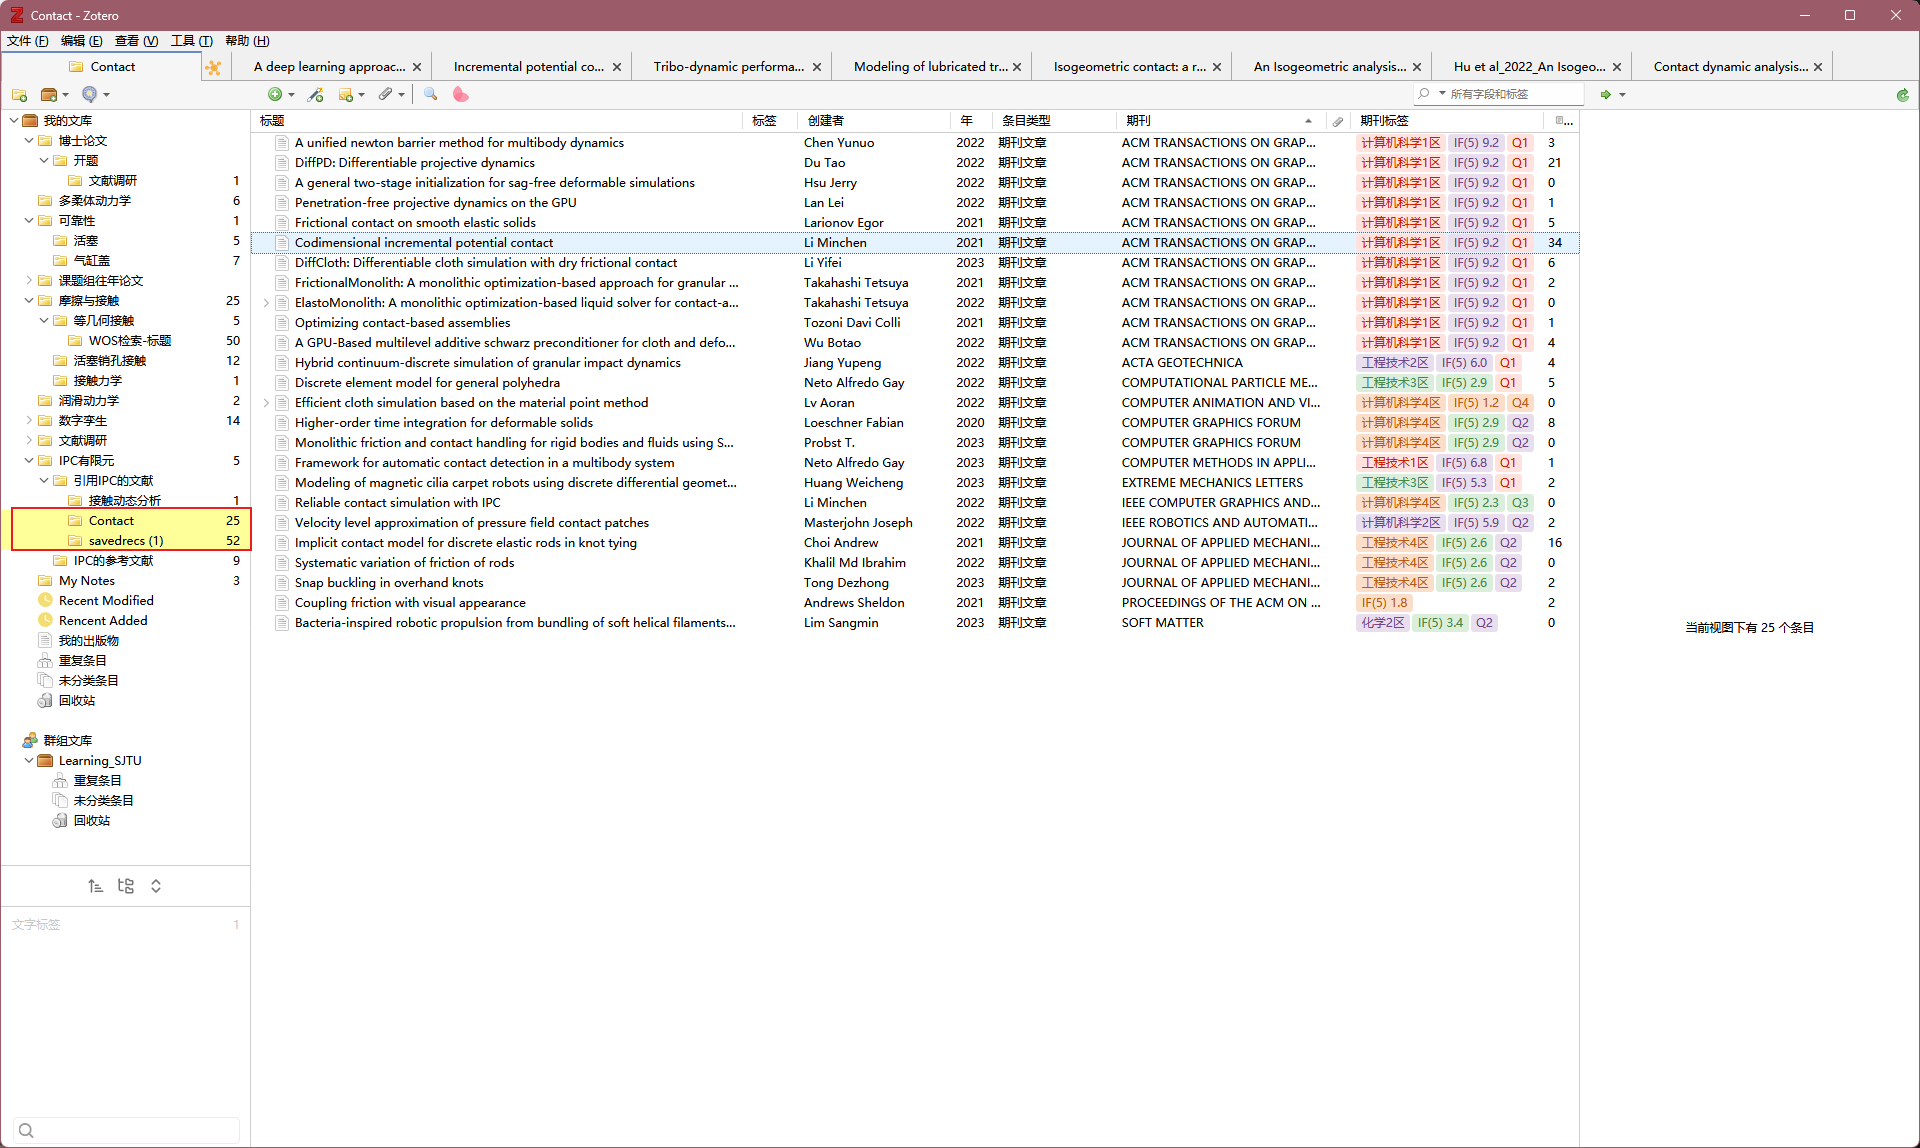 Contact - Zotero
文件 (F) 编辑 (E) 查看 (V) 工具 (T) 帮助 (H)
Contact
A deep learning approac...
Incremental potential co...
Tribo-dynamic performa...
Modeling of lubricated tr...
Isogeometric contact: a r...
An Isogeometric analysis...
Hu et al_2022_An Isogeo...
Contact dynamic analysis...
所有字段和标签
我的文库
博士论文
开题
文献调研 1
多柔体动力学 6
可靠性 1
活塞 5
气缸盖 7
课题组往年论文
摩擦与接触 25
等几何接触 5
WOS检索-标题 50
活塞销孔接触 12
接触力学 1
润滑动力学 2
数字孪生 14
文献调研
IPC有限元 5
引用IPC的文献
接触动态分析 1
Contact 25
savedrecs (1) 52
IPC的参考文献 9
My Notes 3
Recent Modified
Rencent Added
我的出版物
重复条目
未分类条目
回收站
群组文库
Learning_SJTU
重复条目
未分类条目
回收站
文字标签 1
标题 标签 创建者 年 条目类型 期刊 期刊标签 ...
A unified newton barrier method for multibody dynamics Chen Yunuo 2022 期刊文章 ACM TRANSACTIONS ON GRAP... 计算机科学1区 IF(5) 9.2 Q1 3
DiffPD: Differentiable projective dynamics Du Tao 2022 期刊文章 ACM TRANSACTIONS ON GRAP... 计算机科学1区 IF(5) 9.2 Q1 21
A general two-stage initialization for sag-free deformable simulations Hsu Jerry 2022 期刊文章 ACM TRANSACTIONS ON GRAP... 计算机科学1区 IF(5) 9.2 Q1 0
Penetration-free projective dynamics on the GPU Lan Lei 2022 期刊文章 ACM TRANSACTIONS ON GRAP... 计算机科学1区 IF(5) 9.2 Q1 1
Frictional contact on smooth elastic solids Larionov Egor 2021 期刊文章 ACM TRANSACTIONS ON GRAP... 计算机科学1区 IF(5) 9.2 Q1 5
Codimensional incremental potential contact Li Minchen 2021 期刊文章 ACM TRANSACTIONS ON GRAP... 计算机科学1区 IF(5) 9.2 Q1 34
DiffCloth: Differentiable cloth simulation with dry frictional contact Li Yifei 2023 期刊文章 ACM TRANSACTIONS ON GRAP... 计算机科学1区 IF(5) 9.2 Q1 6
FrictionalMonolith: A monolithic optimization-based approach for granular ... Takahashi Tetsuya 2021 期刊文章 ACM TRANSACTIONS ON GRAP... 计算机科学1区 IF(5) 9.2 Q1 2
ElastoMonolith: A monolithic optimization-based liquid solver for contact-a... Takahashi Tetsuya 2022 期刊文章 ACM TRANSACTIONS ON GRAP... 计算机科学1区 IF(5) 9.2 Q1 0
Optimizing contact-based assemblies Tozoni Davi Colli 2021 期刊文章 ACM TRANSACTIONS ON GRAP... 计算机科学1区 IF(5) 9.2 Q1 1
A GPU-Based multilevel additive schwarz preconditioner for cloth and defo... Wu Botao 2022 期刊文章 ACM TRANSACTIONS ON GRAP... 计算机科学1区 IF(5) 9.2 Q1 4
Hybrid continuum-discrete simulation of granular impact dynamics Jiang Yupeng 2022 期刊文章 ACTA GEOTECHNICA 工程技术2区 IF(5) 6.0 Q1 4
Discrete element model for general polyhedra Neto Alfredo Gay 2022 期刊文章 COMPUTATIONAL PARTICLE ME... 工程技术3区 IF(5) 2.9 Q1 5
Efficient cloth simulation based on the material point method Lv Aoran 2022 期刊文章 COMPUTER ANIMATION AND VI... 计算机科学4区 IF(5) 1.2 Q4 0
Higher-order time integration for deformable solids Loeschner Fabian 2020 期刊文章 COMPUTER GRAPHICS FORUM 计算机科学4区 IF(5) 2.9 Q2 8
Monolithic friction and contact handling for rigid bodies and fluids using S... Probst T. 2023 期刊文章 COMPUTER GRAPHICS FORUM 计算机科学4区 IF(5) 2.9 Q2 0
Framework for automatic contact detection in a multibody system Neto Alfredo Gay 2023 期刊文章 COMPUTER METHODS IN APPLI... 工程技术1区 IF(5) 6.8 Q1 1
Modeling of magnetic cilia carpet robots using discrete differential geomet... Huang Weicheng 2023 期刊文章 EXTREME MECHANICS LETTERS 工程技术3区 IF(5) 5.3 Q1 2
Reliable contact simulation with IPC Li Minchen 2022 期刊文章 IEEE COMPUTER GRAPHICS AND... 计算机科学4区 IF(5) 2.3 Q3 0
Velocity level approximation of pressure field contact patches Masterjohn Joseph 2022 期刊文章 IEEE ROBOTICS AND AUTOMATI... 计算机科学2区 IF(5) 5.9 Q2 2
Implicit contact model for discrete elastic rods in knot tying Choi Andrew 2021 期刊文章 JOURNAL OF APPLIED MECHANI... 工程技术4区 IF(5) 2.6 Q2 16
Systematic variation of friction of rods Khalil Md Ibrahim 2022 期刊文章 JOURNAL OF APPLIED MECHANI... 工程技术4区 IF(5) 2.6 Q2 0
Snap buckling in overhand knots Tong Dezhong 2023 期刊文章 JOURNAL OF APPLIED MECHANI... 工程技术4区 IF(5) 2.6 Q2 2
Coupling friction with visual appearance Andrews Sheldon 2021 期刊文章 PROCEEDINGS OF THE ACM ON ... IF(5) 1.8 2
Bacteria-inspired robotic propulsion from bundling of soft helical filaments... Lim Sangmin 2023 期刊文章 SOFT MATTER 化学2区 IF(5) 3.4 Q2 0
当前视图下有 25 个条目